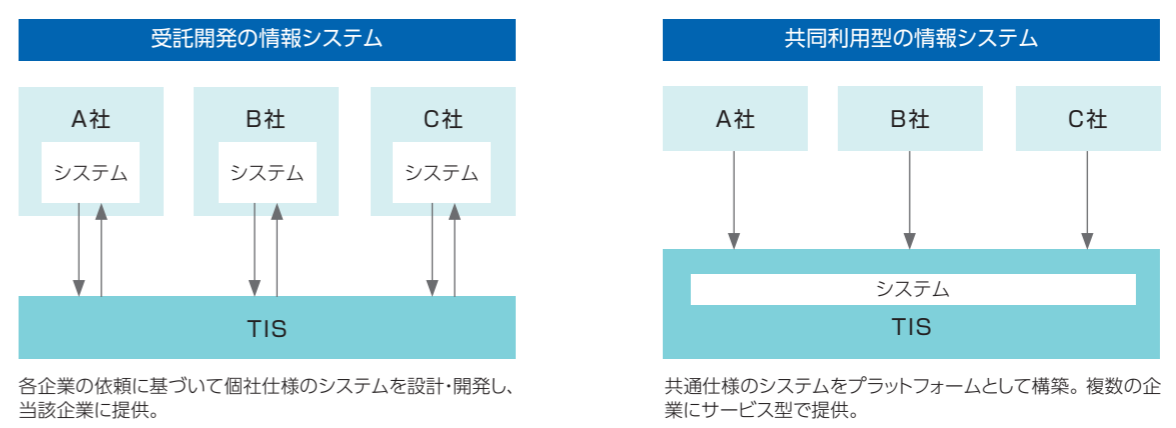 受託開発の情報システム
A社
B社
C社
システム
システム
システム
TIS
各企業の依頼に基づいて個社仕様のシステムを設計・開発し、
当該企業に提供。
共同利用型の情報システム
A社
B社
C社
システム
TIS
共通仕様のシステムをプラットフォームとして構築。複数の企
業にサービス型で提供。